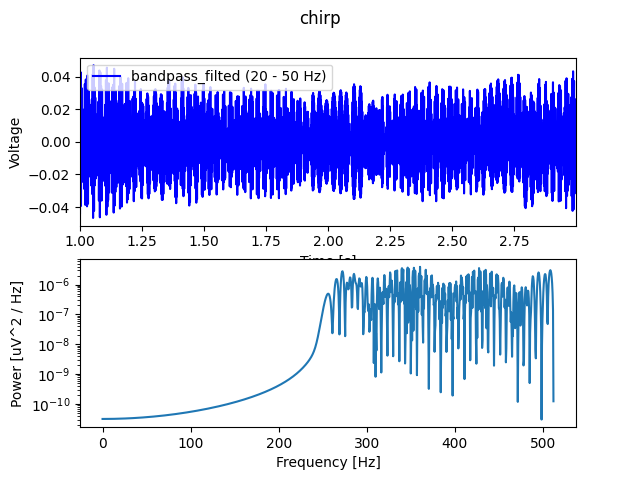 chirp
bandpass_filted (20 - 50 Hz)
Voltage
0.04
0.02
0.00
−0.02
−0.04
1.00 1.25 1.50 1.75 2.00 2.25 2.50 2.75
Time [s]
Power [uV^2 / Hz]
10^−6
10^−7
10^−8
10^−9
10^−10
0 100 200 300 400 500
Frequency [Hz]